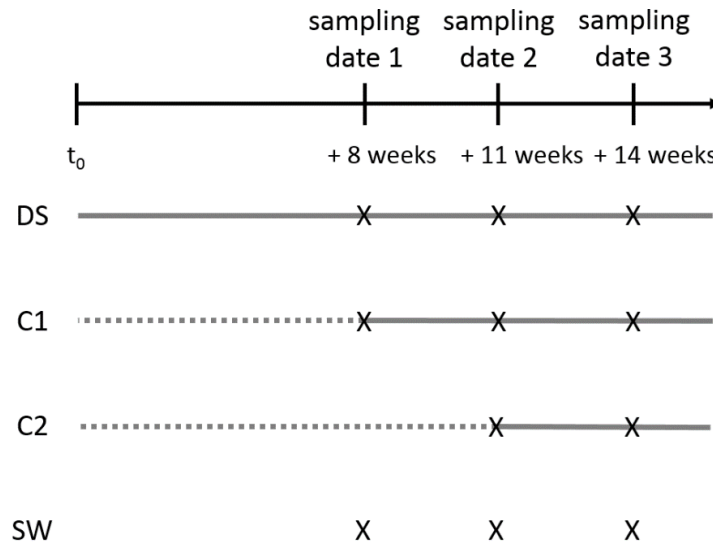 sampling sampling sampling
date 1 date 2 date 3
t₀ + 8 weeks + 11 weeks + 14 weeks
DS X X X
C1 X X X
C2 X X
SW X X X